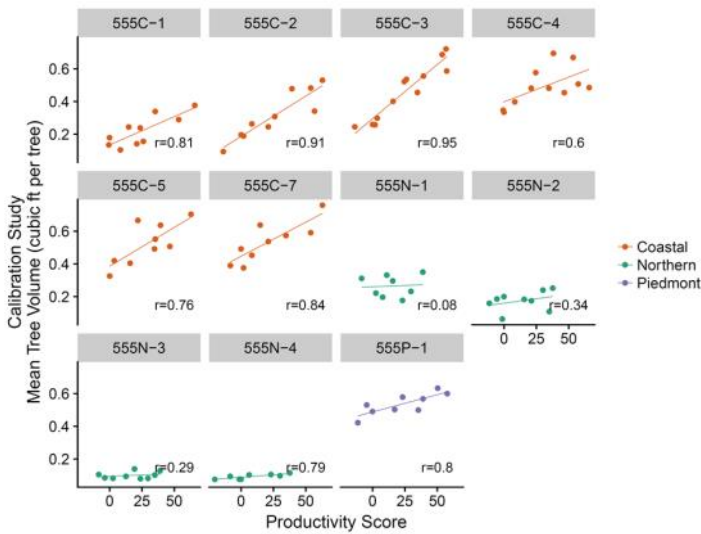 555C−1 555C−2 555C−3 555C−4
0.6
0.4
0.2
r=0.81 r=0.91 r=0.95 r=0.6
555C−5 555C−7 555N−1 555N−2
0.6
0.4
0.2
r=0.76 r=0.84 r=0.08 r=0.34
0 25 50
555N−3 555N−4 555P−1
0.6
0.4
0.2
r=0.29 r=0.79 r=0.8
0 25 50 0 25 50 0 25 50
Productivity Score
Calibration Study
Mean Tree Volume (cubic ft per tree)
Coastal
Northern
Piedmont